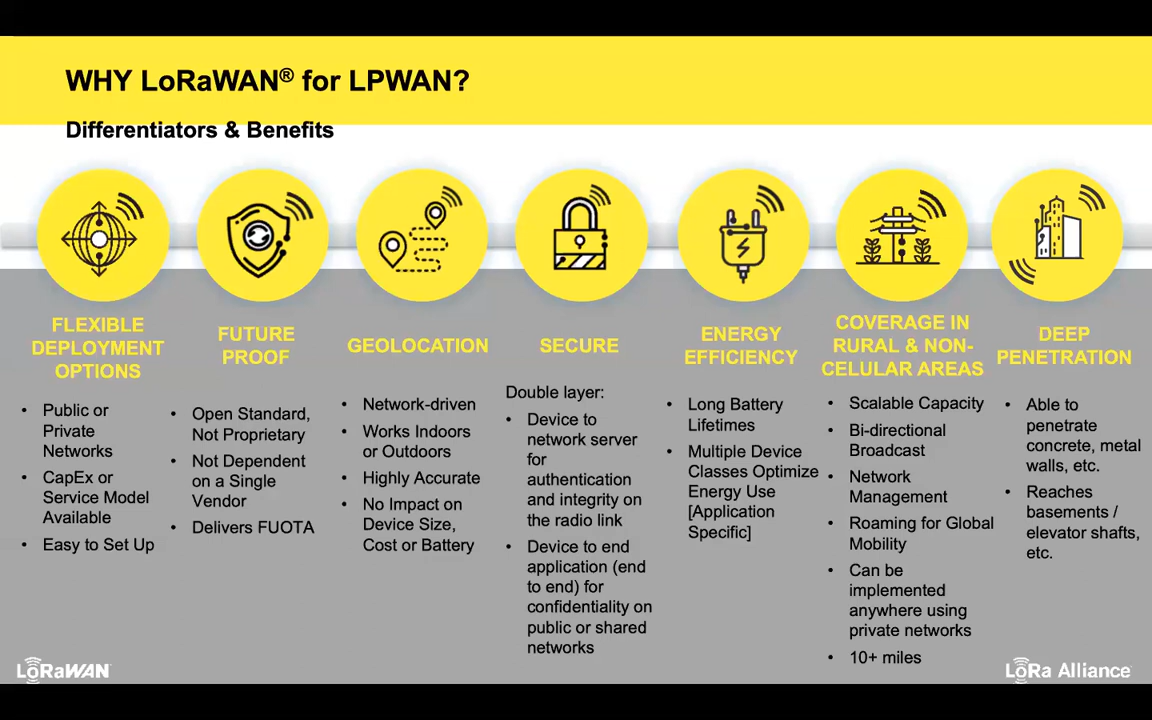 WHY LoRaWAN® for LPWAN?
Differentiators & Benefits
FLEXIBLE
DEPLOYMENT
OPTIONS
• Public or
Private
Networks
• CapEx or
Service Model
Available
• Easy to Set Up
FUTURE
PROOF
• Open Standard,
Not Proprietary
• Not Dependent
on a Single
Vendor
• Delivers FUOTA
GEOLOCATION
• Network-driven
• Works Indoors
or Outdoors
• Highly Accurate
• No Impact on
Device Size,
Cost or Battery
SECURE
Double layer:
• Device to
network server
for
authentication
and integrity on
the radio link
• Device to end
application (end
to end) for
confidentiality on
public or shared
networks
ENERGY
EFFICIENCY
• Long Battery
Lifetimes
• Multiple Device
Classes Optimize
Energy Use
[Application
Specific]
COVERAGE IN
RURAL & NON-
CELULAR AREAS
• Scalable Capacity
• Bi-directional
Broadcast
• Network
Management
• Roaming for Global
Mobility
• Can be
implemented
anywhere using
private networks
• 10+ miles
DEEP
PENETRATION
• Able to
penetrate
concrete, metal
walls, etc.
• Reaches
basements /
elevator shafts,
etc.
LoRaWAN
LoRa Alliance